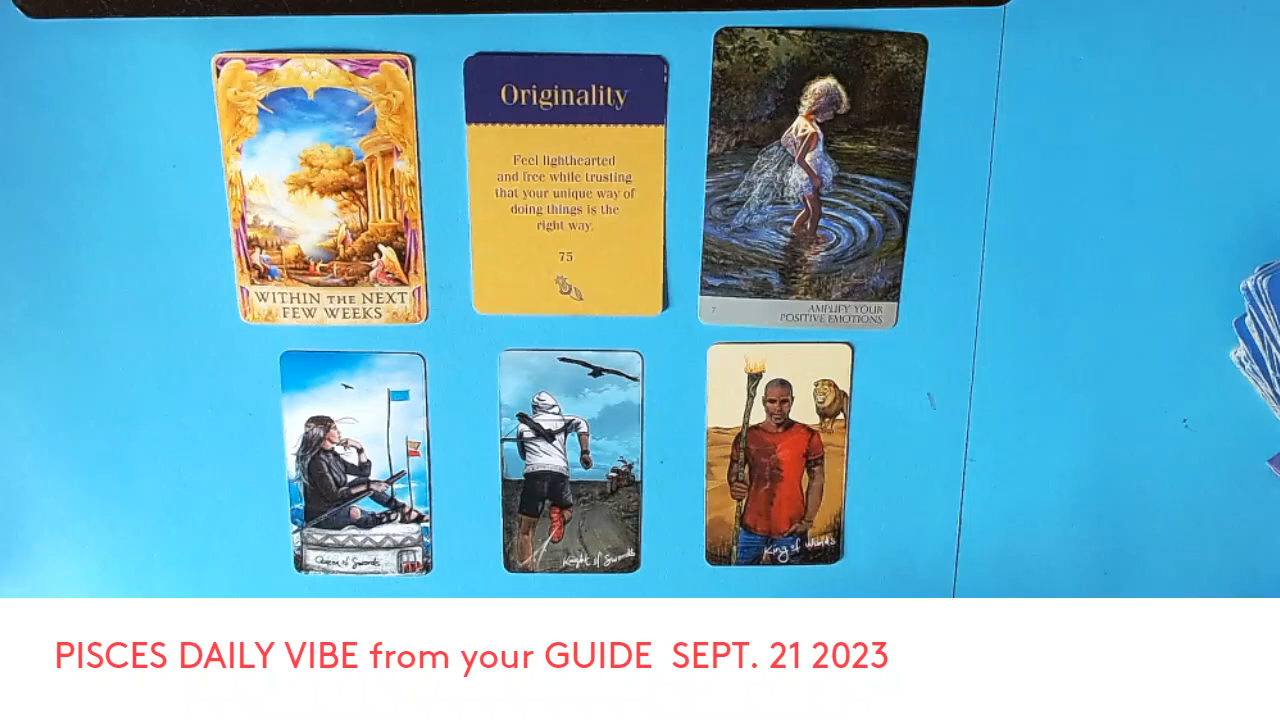 WITHIN THE NEXT
FEW WEEKS
Originality
Feel lighthearted
and free while trusting
that your unique way of
doing things is the
right way.
75
7
AMPLIFY YOUR
POSITIVE EMOTIONS
Queen of Swords
Knight of Swords
King of Wands
PISCES DAILY VIBE from your GUIDE SEPT. 21 2023